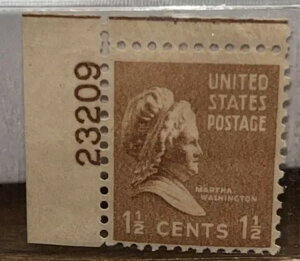 23209
UNITED
STATES
POSTAGE
MARTHA
WASHINGTON
1½ CENTS 1½